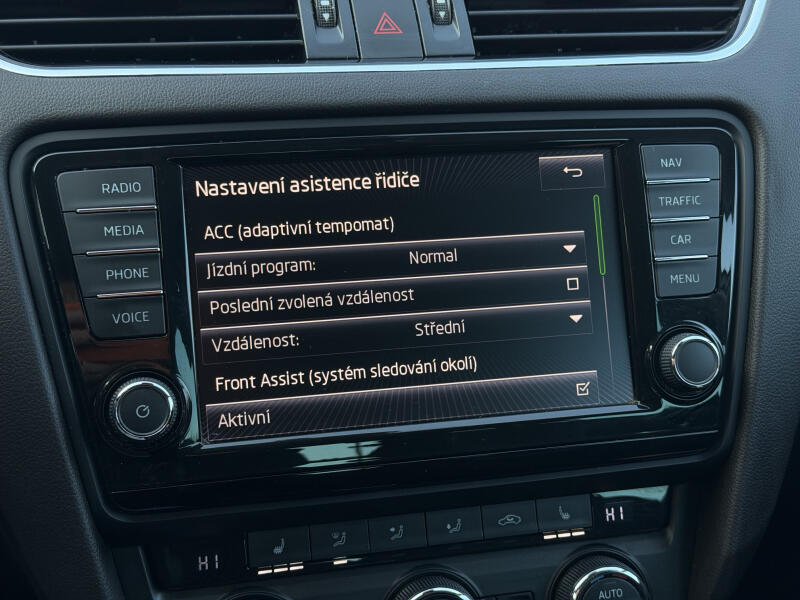 RADIO
MEDIA
PHONE
VOICE
Nastavení asistence řidiče
ACC (adaptivní tempomat)
Jízdní program: Normal
Poslední zvolená vzdálenost
Vzdálenost: Střední
Front Assist (systém sledování okolí)
Aktivní
NAV
TRAFFIC
CAR
MENU
HI
HI
AUTO